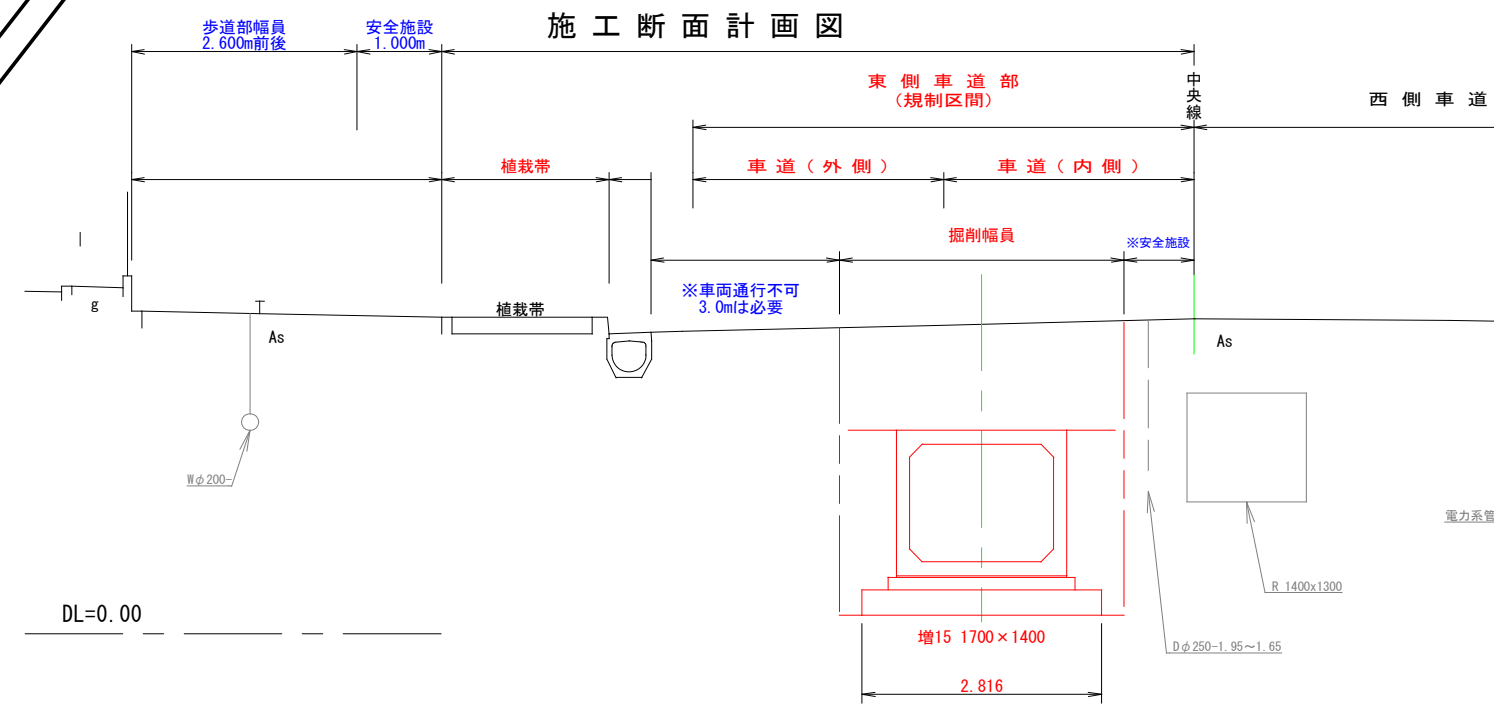 施工断面計画図
歩道部幅員
2.600m前後
安全施設
1.000m
東側車道部
(規制区間)
中央線
西側車道
植栽帯
車道(外側)
車道(内側)
掘削幅員
※安全施設
※車両通行不可
3.0mは必要
g
植栽帯
As
As
Wφ200-
電力系管
R 1400x1300
DL=0.00
増15 1700×1400
Dφ250-1.95~1.65
2.816